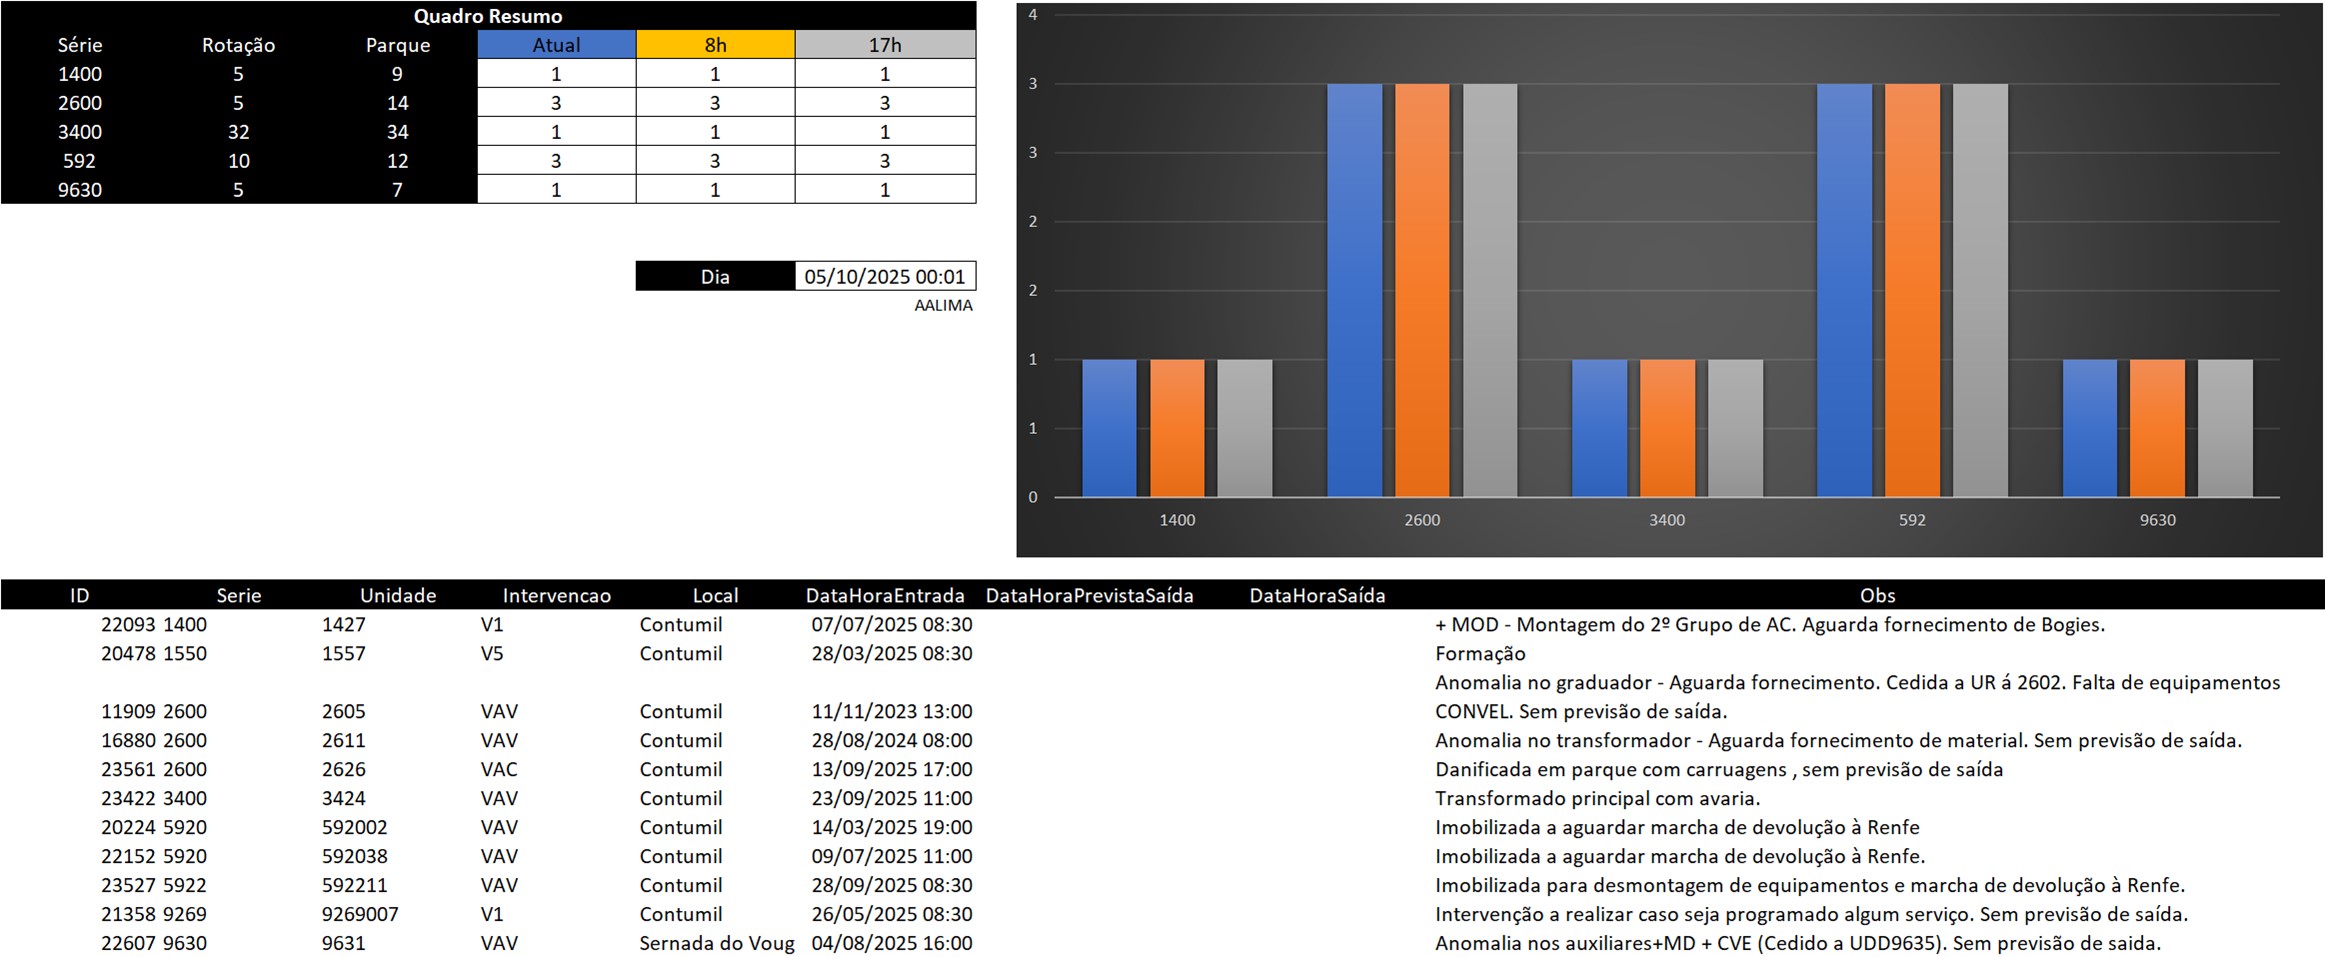 Quadro Resumo
Série Rotação Parque Atual 8h 17h
1400 5 9 1 1 1
2600 5 14 3 3 3
3400 32 34 1 1 1
592 10 12 3 3 3
9630 5 7 1 1 1
Dia 05/10/2025 00:01
AALIMA
4
3
3
2
2
1
1
0
1400 2600 3400 592 9630
ID Serie Unidade Intervencao Local DataHoraEntrada DataHoraPrevistaSaída DataHoraSaída Obs
22093 1400 1427 V1 Contumil 07/07/2025 08:30 + MOD - Montagem do 2º Grupo de AC. Aguarda fornecimento de Bogies.
20478 1550 1557 V5 Contumil 28/03/2025 08:30 Formação
Anomalia no graduador - Aguarda fornecimento. Cedida a UR á 2602. Falta de equipamentos
11909 2600 2605 VAV Contumil 11/11/2023 13:00 CONVEL. Sem previsão de saída.
16880 2600 2611 VAV Contumil 28/08/2024 08:00 Anomalia no transformador - Aguarda fornecimento de material. Sem previsão de saída.
23561 2600 2626 VAC Contumil 13/09/2025 17:00 Danificada em parque com carruagens , sem previsão de saída
23422 3400 3424 VAV Contumil 23/09/2025 11:00 Transformado principal com avaria.
20224 5920 592002 VAV Contumil 14/03/2025 19:00 Imobilizada a aguardar marcha de devolução à Renfe
22152 5920 592038 VAV Contumil 09/07/2025 11:00 Imobilizada a aguardar marcha de devolução à Renfe.
23527 5922 592211 VAV Contumil 28/09/2025 08:30 Imobilizada para desmontagem de equipamentos e marcha de devolução à Renfe.
21358 9269 9269007 V1 Contumil 26/05/2025 08:30 Intervenção a realizar caso seja programado algum serviço. Sem previsão de saída.
22607 9630 9631 VAV Sernada do Voug 04/08/2025 16:00 Anomalia nos auxiliares+MD + CVE (Cedido a UDD9635). Sem previsão de saida.